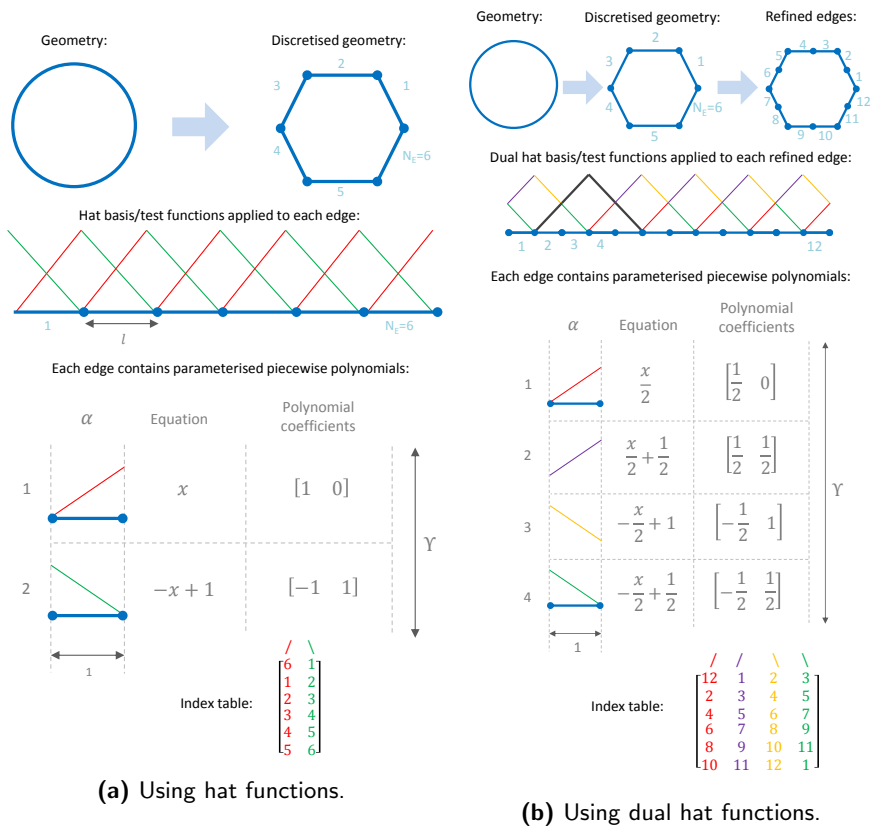 Geometry:
Discretised geometry:
2
3
1
4
N_E=6
5
Hat basis/test functions applied to each edge:
1
l
N_E=6
Each edge contains parameterised piecewise polynomials:
α
Equation
Polynomial
coefficients
1
x
[1 0]
2
−x + 1
[−1 1]
ϒ
1
Index table:
/ \
6 1
1 2
2 3
3 4
4 5
5 6
(a) Using hat functions.
Geometry:
Discretised geometry:
Refined edges:
2
3
1
4
N_E=6
5
4 3
5 2
6 1
7 12
8 11
9 10
Dual hat basis/test functions applied to each refined edge:
1 2 3 4 12
Each edge contains parameterised piecewise polynomials:
α
Equation
Polynomial
coefficients
1
x/2
[1/2 0]
2
x/2 + 1/2
[1/2 1/2]
3
−x/2 + 1
[−1/2 1]
4
−x/2 + 1/2
[−1/2 1/2]
ϒ
1
Index table:
/ / \ \
12 1 2 3
2 3 4 5
4 5 6 7
6 7 8 9
8 9 10 11
10 11 12 1
(b) Using dual hat functions.